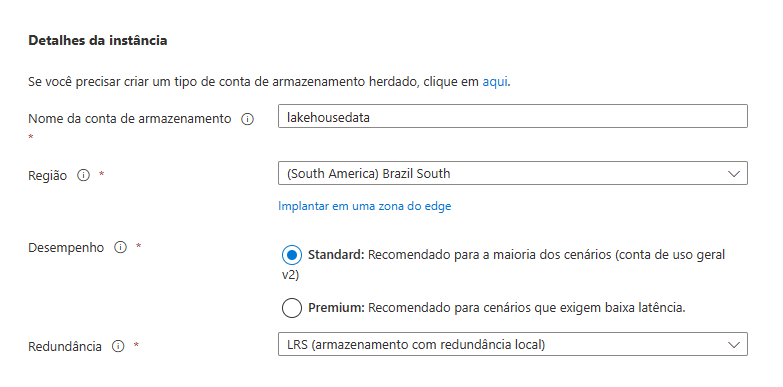 Detalhes da instância
Se você precisar criar um tipo de conta de armazenamento herdado, clique em aqui.
Nome da conta de armazenamento
*
lakehousedata
Região *
(South America) Brazil South
Implantar em uma zona do edge
Desempenho *
Standard: Recomendado para a maioria dos cenários (conta de uso geral
v2)
Premium: Recomendado para cenários que exigem baixa latência.
Redundância *
LRS (armazenamento com redundância local)